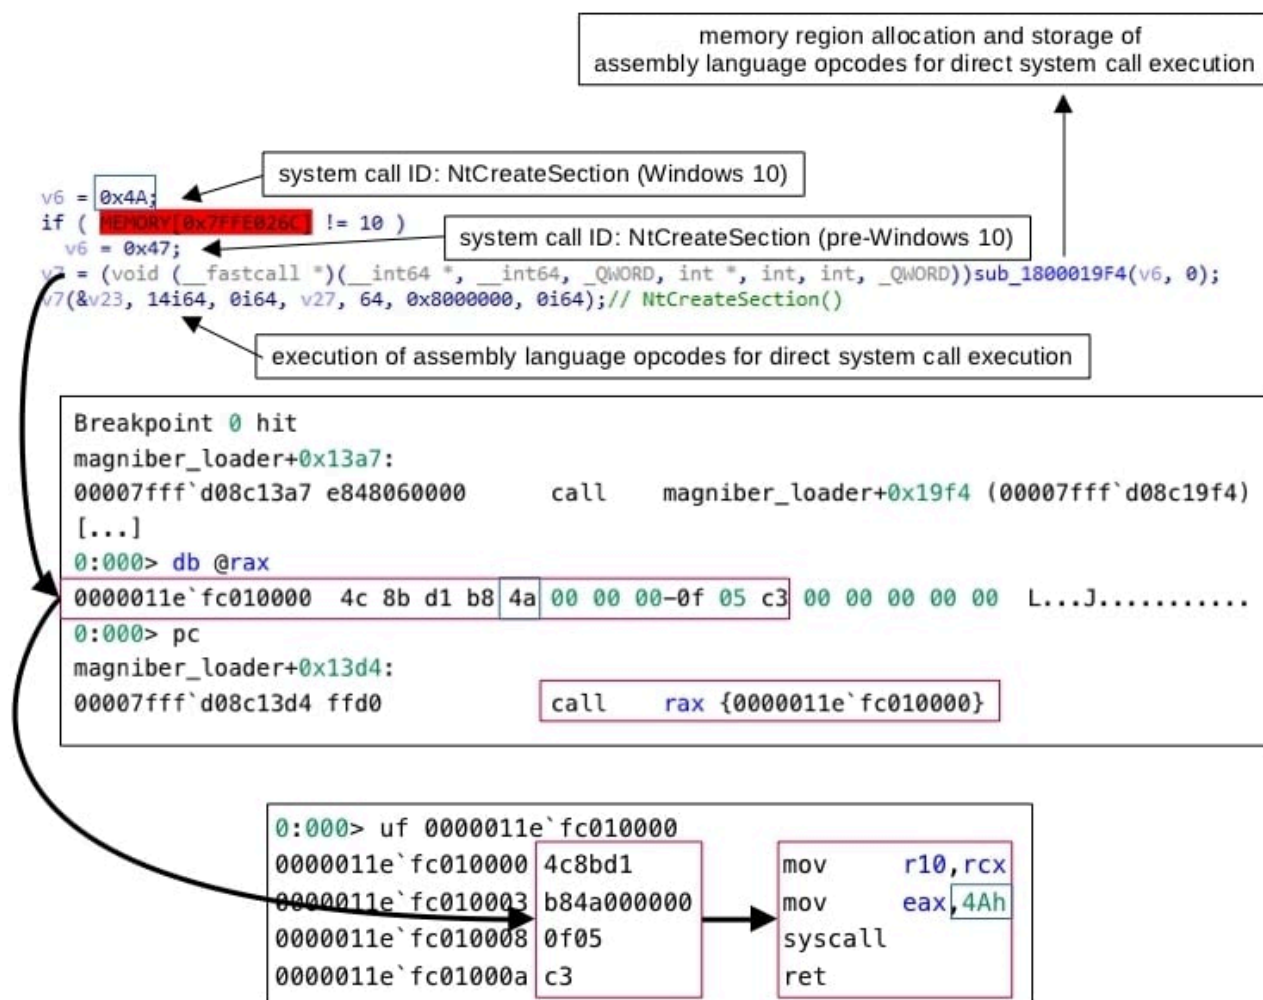 memory region allocation and storage of
assembly language opcodes for direct system call execution
system call ID: NtCreateSection (Windows 10)
v6 = 0x4A;
if ( MEMORY[0x7FFE026C] != 10 )
system call ID: NtCreateSection (pre-Windows 10)
v6 = 0x47;
v7 = (void (__fastcall *)(__int64 *, __int64, _QWORD, int *, int, int, _QWORD))sub_1800019F4(v6, 0);
v7(&v23, 14i64, 0i64, v27, 64, 0x8000000, 0i64);// NtCreateSection()
execution of assembly language opcodes for direct system call execution
Breakpoint 0 hit
magniber_loader+0x13a7:
00007fff`d08c13a7 e848060000 call magniber_loader+0x19f4 (00007fff`d08c19f4)
[...]
0:000> db @rax
0000011e`fc010000 4c 8b d1 b8 4a 00 00 00-0f 05 c3 00 00 00 00 00 L...J...........
0:000> pc
magniber_loader+0x13d4:
00007fff`d08c13d4 ffd0 call rax {0000011e`fc010000}
0:000> uf 0000011e`fc010000
0000011e`fc010000 4c8bd1 mov r10,rcx
0000011e`fc010003 b84a000000 mov eax,4Ah
0000011e`fc010008 0f05 syscall
0000011e`fc01000a c3 ret